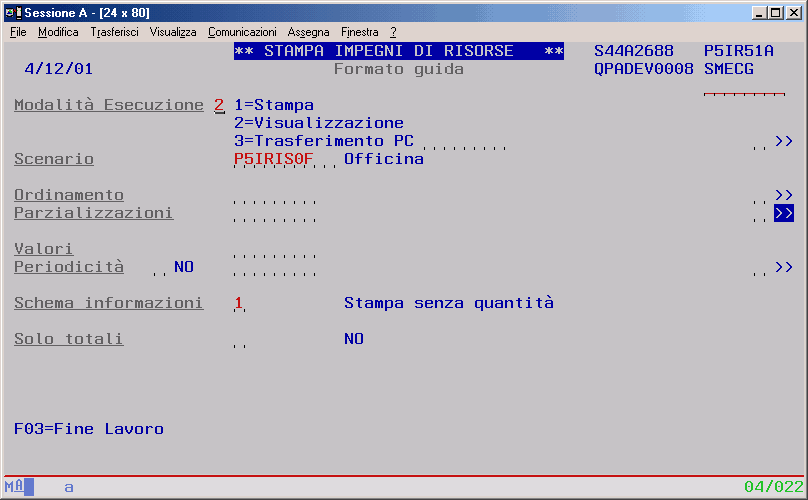 Sessione A - [24 x 80]
File Modifica Trasferisci Visualizza Comunicazioni Assegna Finestra ?
** STAMPA IMPEGNI DI RISORSE ** S44A2688 P5IR51A
4/12/01 Formato guida QPADEV0008 SMECG
Modalità Esecuzione 2 1=Stampa
2=Visualizzazione
3=Trasferimento PC >>
Scenario P5IRIS0F Officina
Ordinamento >>
Parzializzazioni >>
Valori
Periodicità NO >>
Schema informazioni 1 Stampa senza quantità
Solo totali NO
F03=Fine Lavoro
MA a 04/022